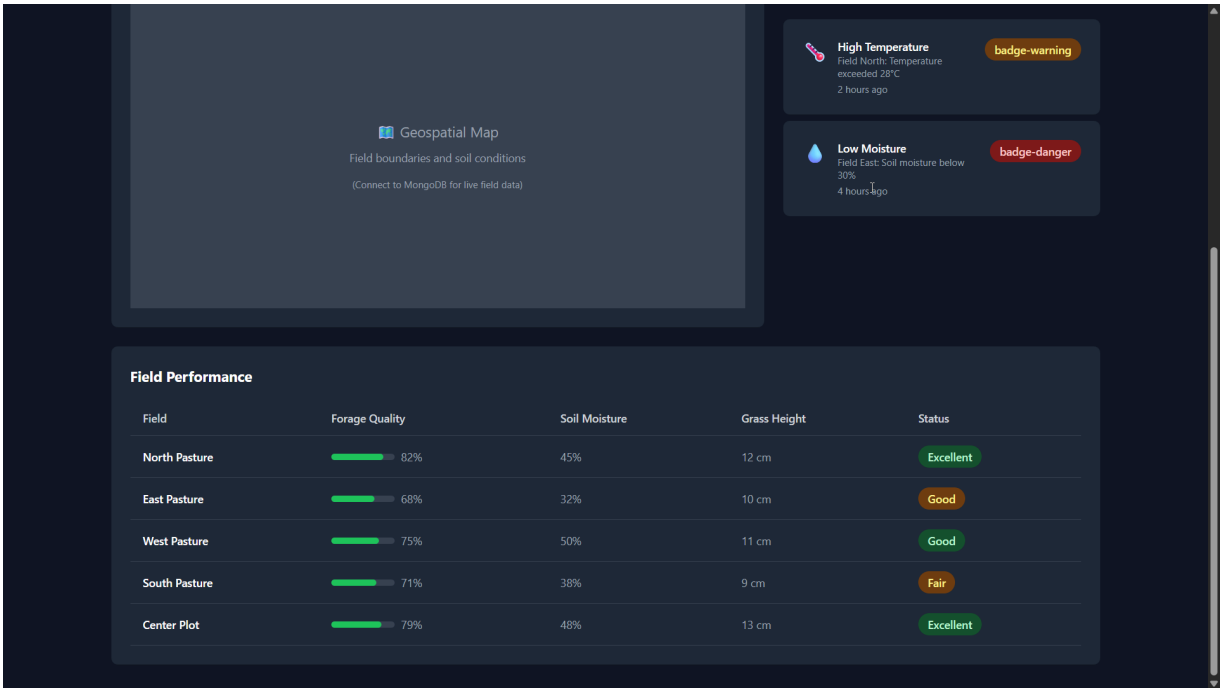 High Temperature
badge-warning
Field North: Temperature
exceeded 28°C
2 hours ago
Geospatial Map
Field boundaries and soil conditions
(Connect to MongoDB for live field data)
Low Moisture
badge-danger
Field East: Soil moisture below
30%
4 hours ago
Field Performance
Field Forage Quality Soil Moisture Grass Height Status
North Pasture 82% 45% 12 cm Excellent
East Pasture 68% 32% 10 cm Good
West Pasture 75% 50% 11 cm Good
South Pasture 71% 38% 9 cm Fair
Center Plot 79% 48% 13 cm Excellent